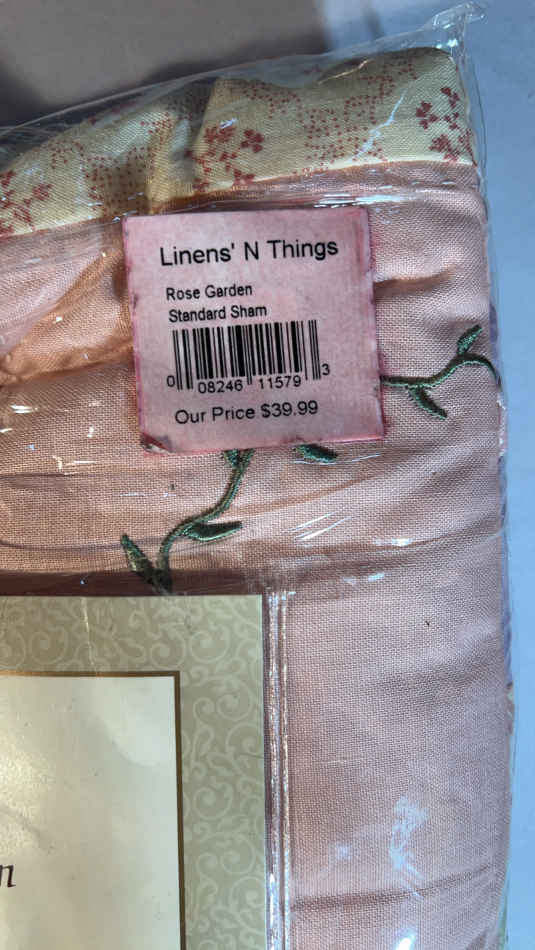 Linens' N Things
Rose Garden
Standard Sham
0 08246 11579 3
Our Price $39.99
n